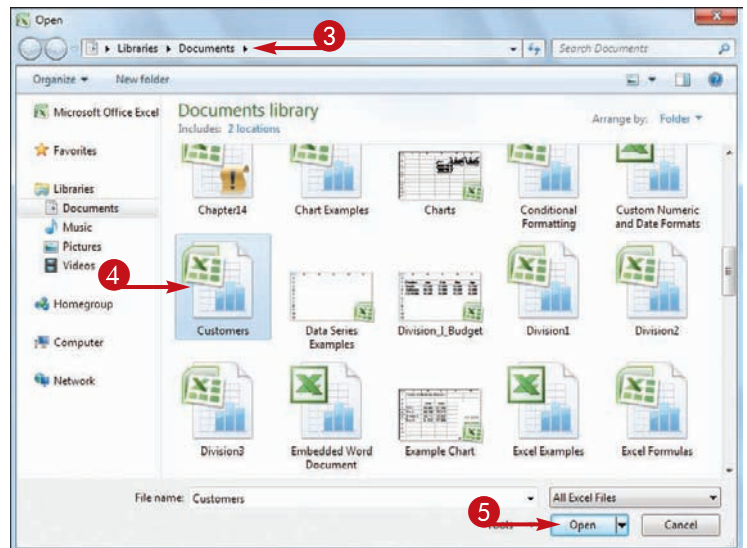 Open
3
Libraries ▸ Documents ▸
Search Documents
Organize New folder
Microsoft Office Excel
Favorites
Libraries
Documents
Music
Pictures
Videos
Homegroup
Computer
Network
Documents library
Includes: 2 locations
Arrange by: Folder
Chapter14
Chart Examples
Charts
Conditional
Formatting
Custom Numeric
and Date Formats
4
Customers
Data Series
Examples
Division_I_Budget
Division1
Division2
Division3
Embedded Word
Document
Example Chart
Excel Examples
Excel Formulas
File name: Customers
All Excel Files
5
Tools
Open
Cancel